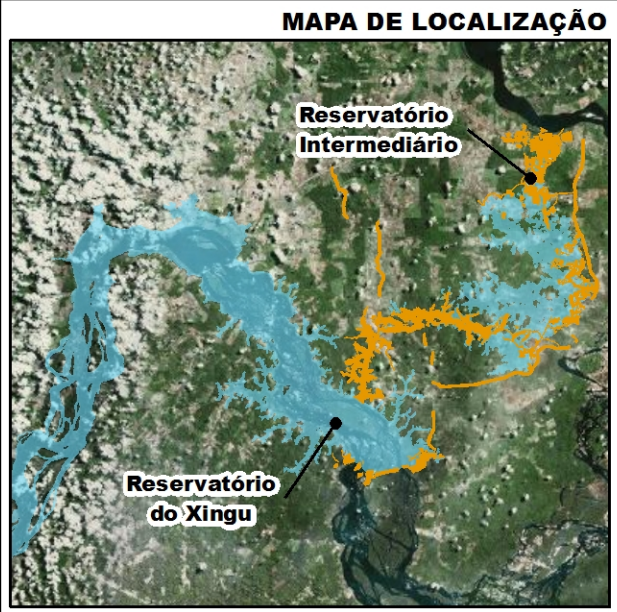 MAPA DE LOCALIZAÇÃO
Reservatório
Intermediário
Reservatório
do Xingu